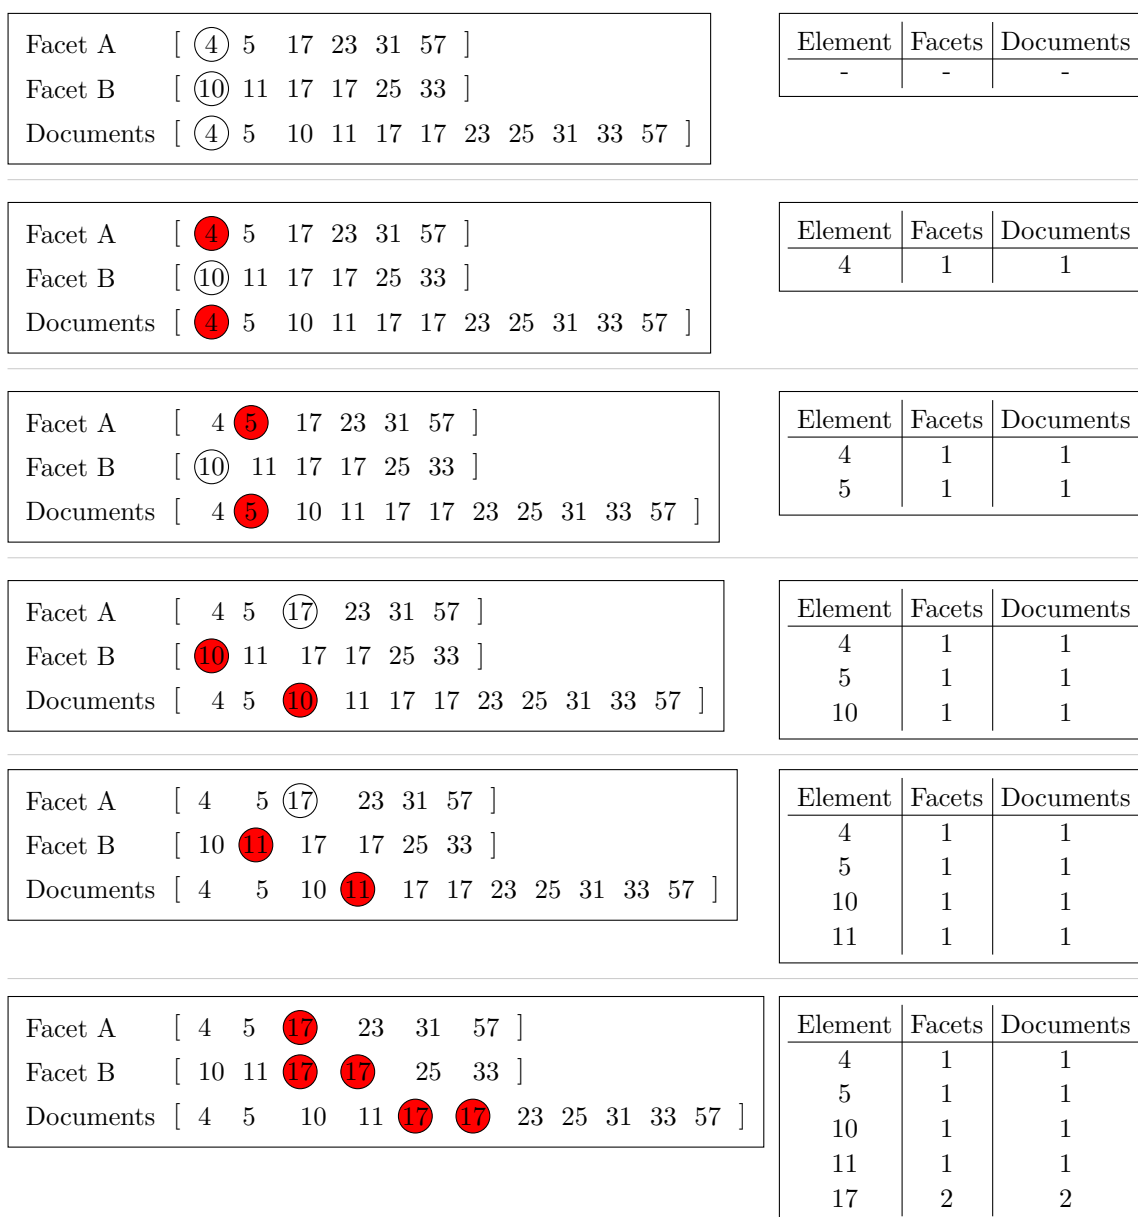 Facet A [ 4 5 17 23 31 57 ]
Facet B [ 10 11 17 17 25 33 ]
Documents [ 4 5 10 11 17 17 23 25 31 33 57 ]
Element Facets Documents
- - -
Facet A [ 4 5 17 23 31 57 ]
Facet B [ 10 11 17 17 25 33 ]
Documents [ 4 5 10 11 17 17 23 25 31 33 57 ]
Element Facets Documents
4 1 1
Facet A [ 4 5 17 23 31 57 ]
Facet B [ 10 11 17 17 25 33 ]
Documents [ 4 5 10 11 17 17 23 25 31 33 57 ]
Element Facets Documents
4 1 1
5 1 1
Facet A [ 4 5 17 23 31 57 ]
Facet B [ 10 11 17 17 25 33 ]
Documents [ 4 5 10 11 17 17 23 25 31 33 57 ]
Element Facets Documents
4 1 1
5 1 1
10 1 1
Facet A [ 4 5 17 23 31 57 ]
Facet B [ 10 11 17 17 25 33 ]
Documents [ 4 5 10 11 17 17 23 25 31 33 57 ]
Element Facets Documents
4 1 1
5 1 1
10 1 1
11 1 1
Facet A [ 4 5 17 23 31 57 ]
Facet B [ 10 11 17 17 25 33 ]
Documents [ 4 5 10 11 17 17 23 25 31 33 57 ]
Element Facets Documents
4 1 1
5 1 1
10 1 1
11 1 1
17 2 2